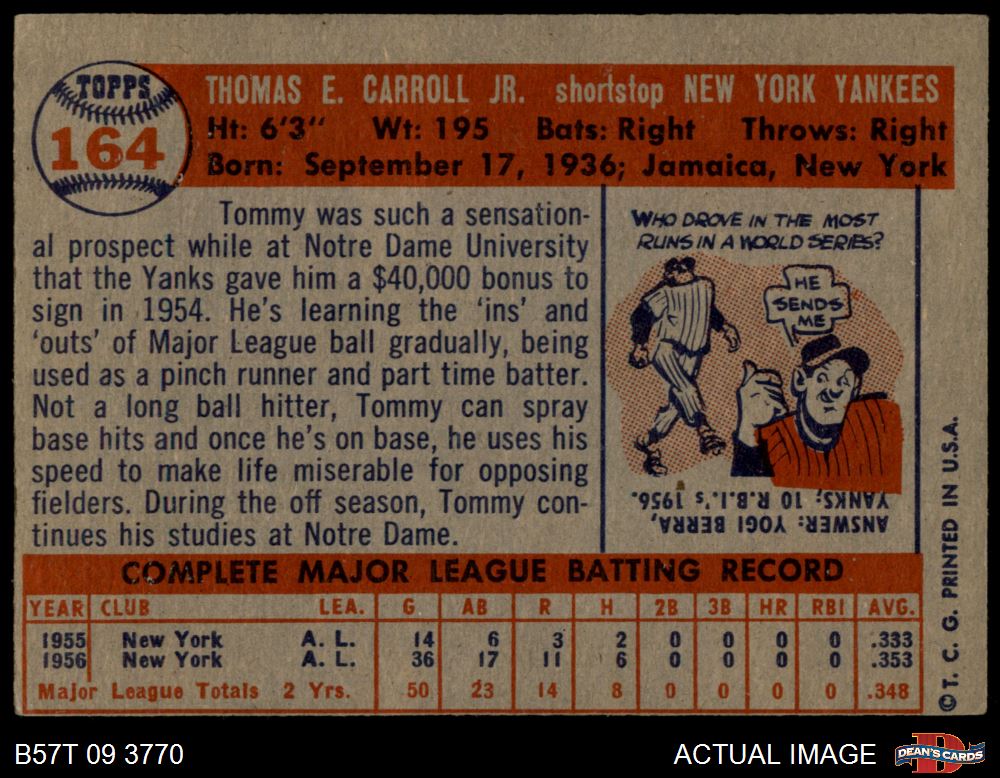 TOPPS
164
THOMAS E. CARROLL JR. shortstop NEW YORK YANKEES
Ht: 6'3" Wt: 195 Bats: Right Throws: Right
Born: September 17, 1936; Jamaica, New York
Tommy was such a sensation-
al prospect while at Notre Dame University
that the Yanks gave him a $40,000 bonus to
sign in 1954. He's learning the 'ins' and
'outs' of Major League ball gradually, being
used as a pinch runner and part time batter.
Not a long ball hitter, Tommy can spray
base hits and once he's on base, he uses his
speed to make life miserable for opposing
fielders. During the off season, Tommy con-
tinues his studies at Notre Dame.
WHO DROVE IN THE MOST
RUNS IN A WORLD SERIES?
HE
SENDS
ME
ANSWER: YOGI BERRA,
YANKS; 10 R.B.I.'s 1956.
COMPLETE MAJOR LEAGUE BATTING RECORD
YEAR CLUB LEA. G AB R H 2B 3B HR RBI AVG.
1955 New York A. L. 14 6 3 2 0 0 0 0 .333
1956 New York A. L. 36 17 11 6 0 0 0 0 .353
Major League Totals 2 Yrs. 50 23 14 8 0 0 0 0 .348
© T. C. G. PRINTED IN U.S.A.
B57T 09 3770
ACTUAL IMAGE
DEAN'S CARDS